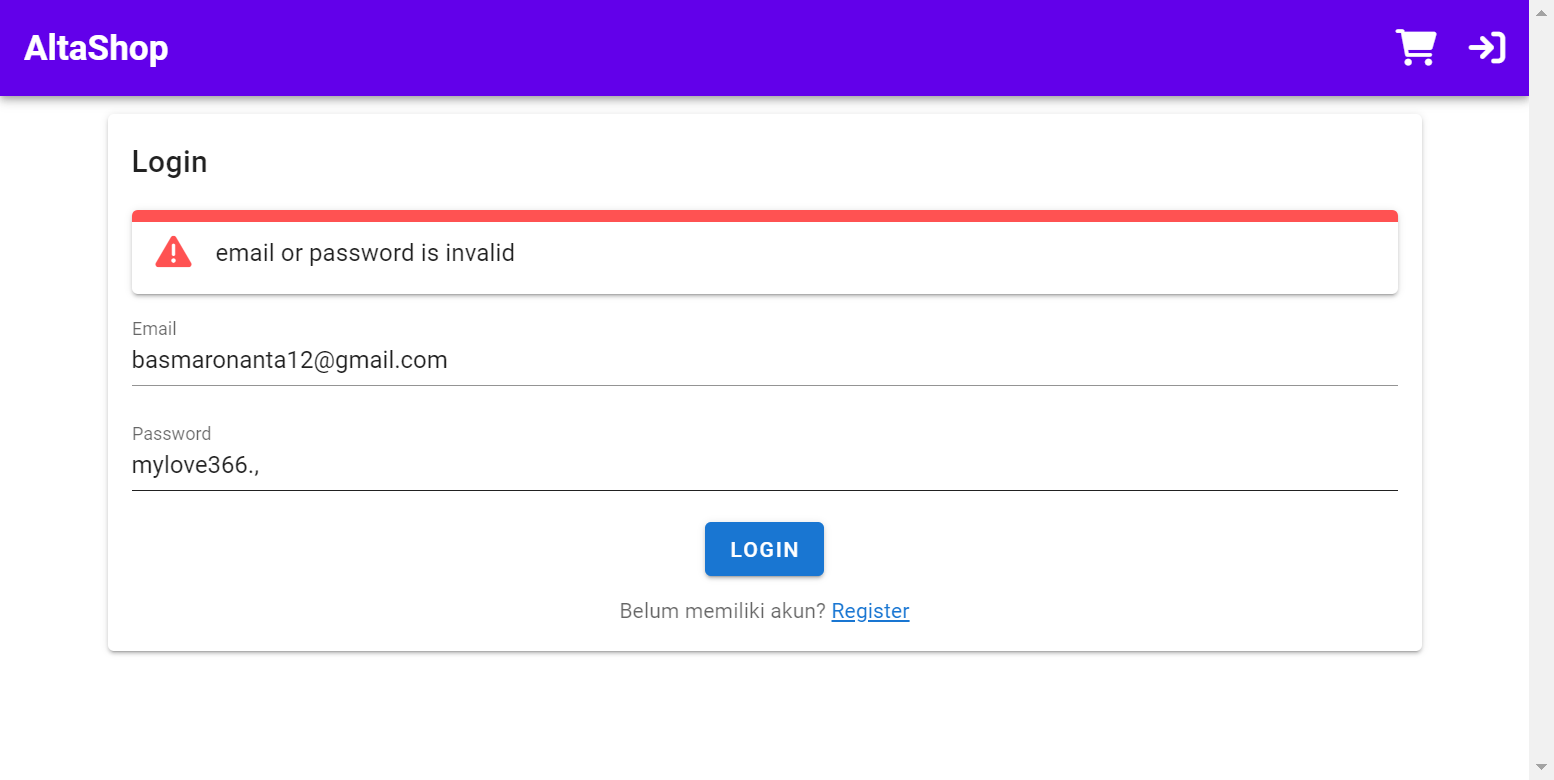 AltaShop
Login
email or password is invalid
Email
basmaronanta12@gmail.com
Password
mylove366.,
LOGIN
Belum memiliki akun? Register